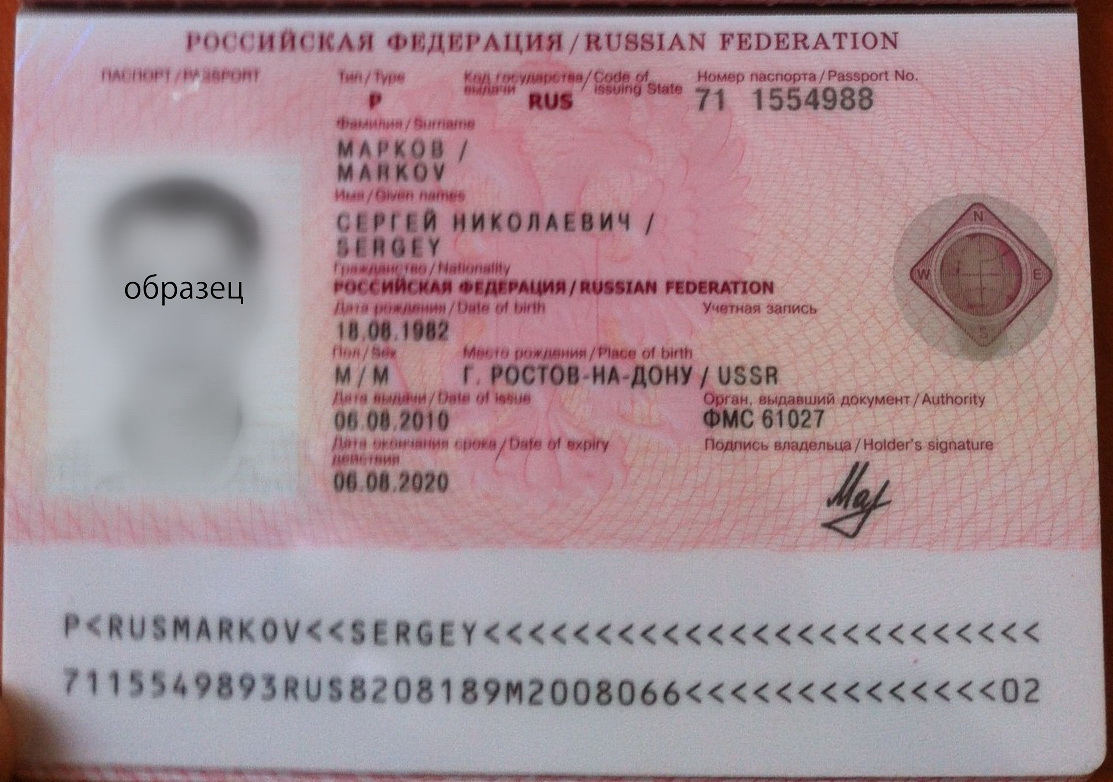 РОССИЙСКАЯ ФЕДЕРАЦИЯ / RUSSIAN FEDERATION
ПАСПОРТ / PASSPORT
Тип / Type
Код государства / Code of
выдачи issuing State
Номер паспорта / Passport No.
P
RUS
71 1554988
Фамилия / Surname
МАРКОВ /
MARKOV
Имя / Given names
СЕРГЕЙ НИКОЛАЕВИЧ /
SERGEY
Гражданство / Nationality
РОССИЙСКАЯ ФЕДЕРАЦИЯ / RUSSIAN FEDERATION
Дата рождения / Date of birth
Учетная запись
18.08.1982
Пол / Sex
Место рождения / Place of birth
М / M
Г. РОСТОВ-НА-ДОНУ / USSR
Дата выдачи / Date of issue
Орган, выдавший документ / Authority
06.08.2010
ФМС 61027
Дата окончания срока / Date of expiry
действия
Подпись владельца / Holder's signature
06.08.2020
образец
N
W
E
S
P<RUSMARKOV<<SERGEY<<<<<<<<<<<<<<<<<<<<<<<<<
7115549893RUS8208189M2008066<<<<<<<<<<<<<<02